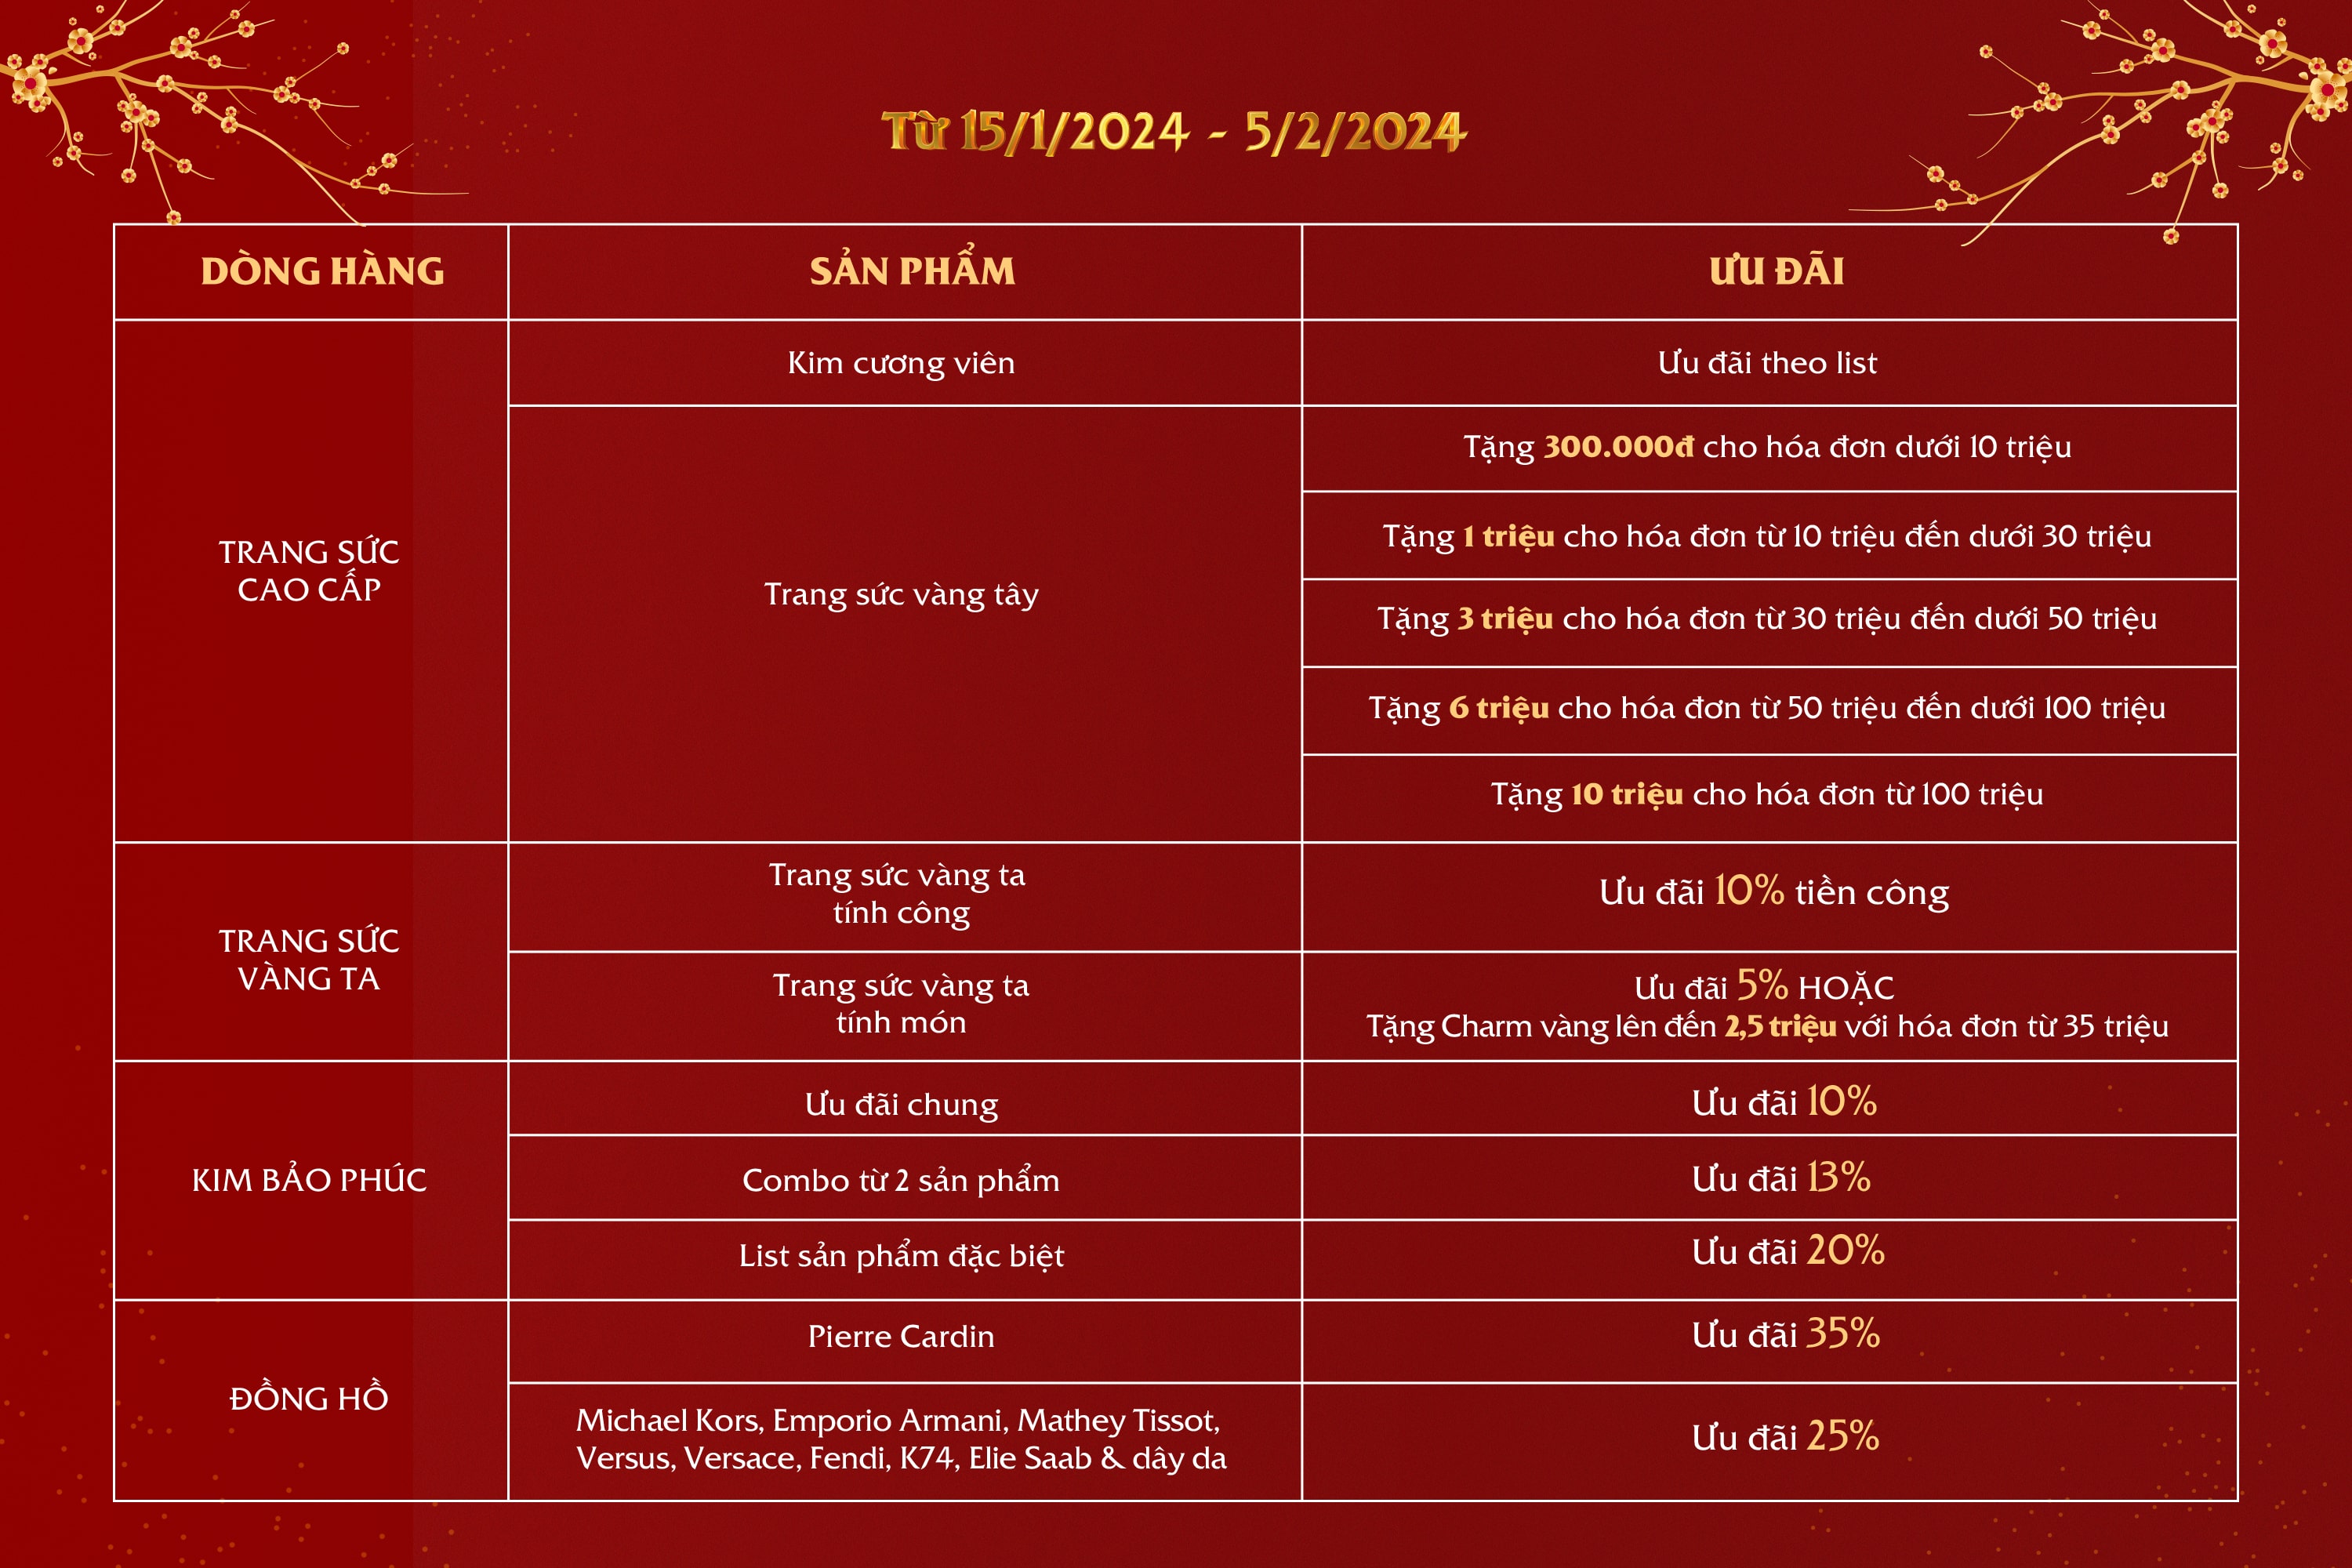 Từ 15/1/2024 - 5/2/2024
DÒNG HÀNG
SẢN PHẨM
ƯU ĐÃI
TRANG SỨC
CAO CẤP
Kim cương viên
Ưu đãi theo list
Trang sức vàng tây
Tặng 300.000đ cho hóa đơn dưới 10 triệu
Tặng 1 triệu cho hóa đơn từ 10 triệu đến dưới 30 triệu
Tặng 3 triệu cho hóa đơn từ 30 triệu đến dưới 50 triệu
Tặng 6 triệu cho hóa đơn từ 50 triệu đến dưới 100 triệu
Tặng 10 triệu cho hóa đơn từ 100 triệu
TRANG SỨC
VÀNG TA
Trang sức vàng ta
tính công
Ưu đãi 10% tiền công
Trang sức vàng ta
tính món
Ưu đãi 5% HOẶC
Tặng Charm vàng lên đến 2,5 triệu với hóa đơn từ 35 triệu
KIM BẢO PHÚC
Ưu đãi chung
Ưu đãi 10%
Combo từ 2 sản phẩm
Ưu đãi 13%
List sản phẩm đặc biệt
Ưu đãi 20%
ĐỒNG HỒ
Pierre Cardin
Ưu đãi 35%
Michael Kors, Emporio Armani, Mathey Tissot,
Versus, Versace, Fendi, K74, Elie Saab & dây da
Ưu đãi 25%